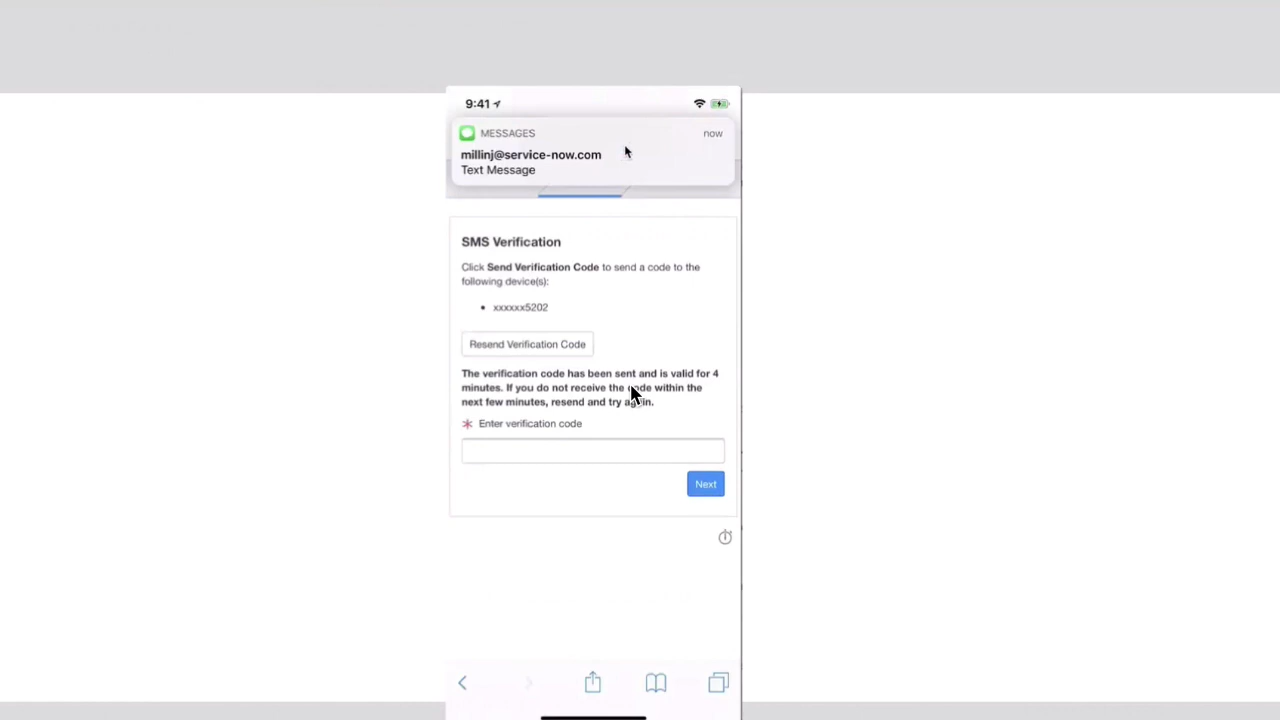 9:41
MESSAGES now
millinj@service-now.com
Text Message
SMS Verification
Click Send Verification Code to send a code to the
following device(s):
• xxxxxx5202
Resend Verification Code
The verification code has been sent and is valid for 4
minutes. If you do not receive the code within the
next few minutes, resend and try again.
* Enter verification code
Next